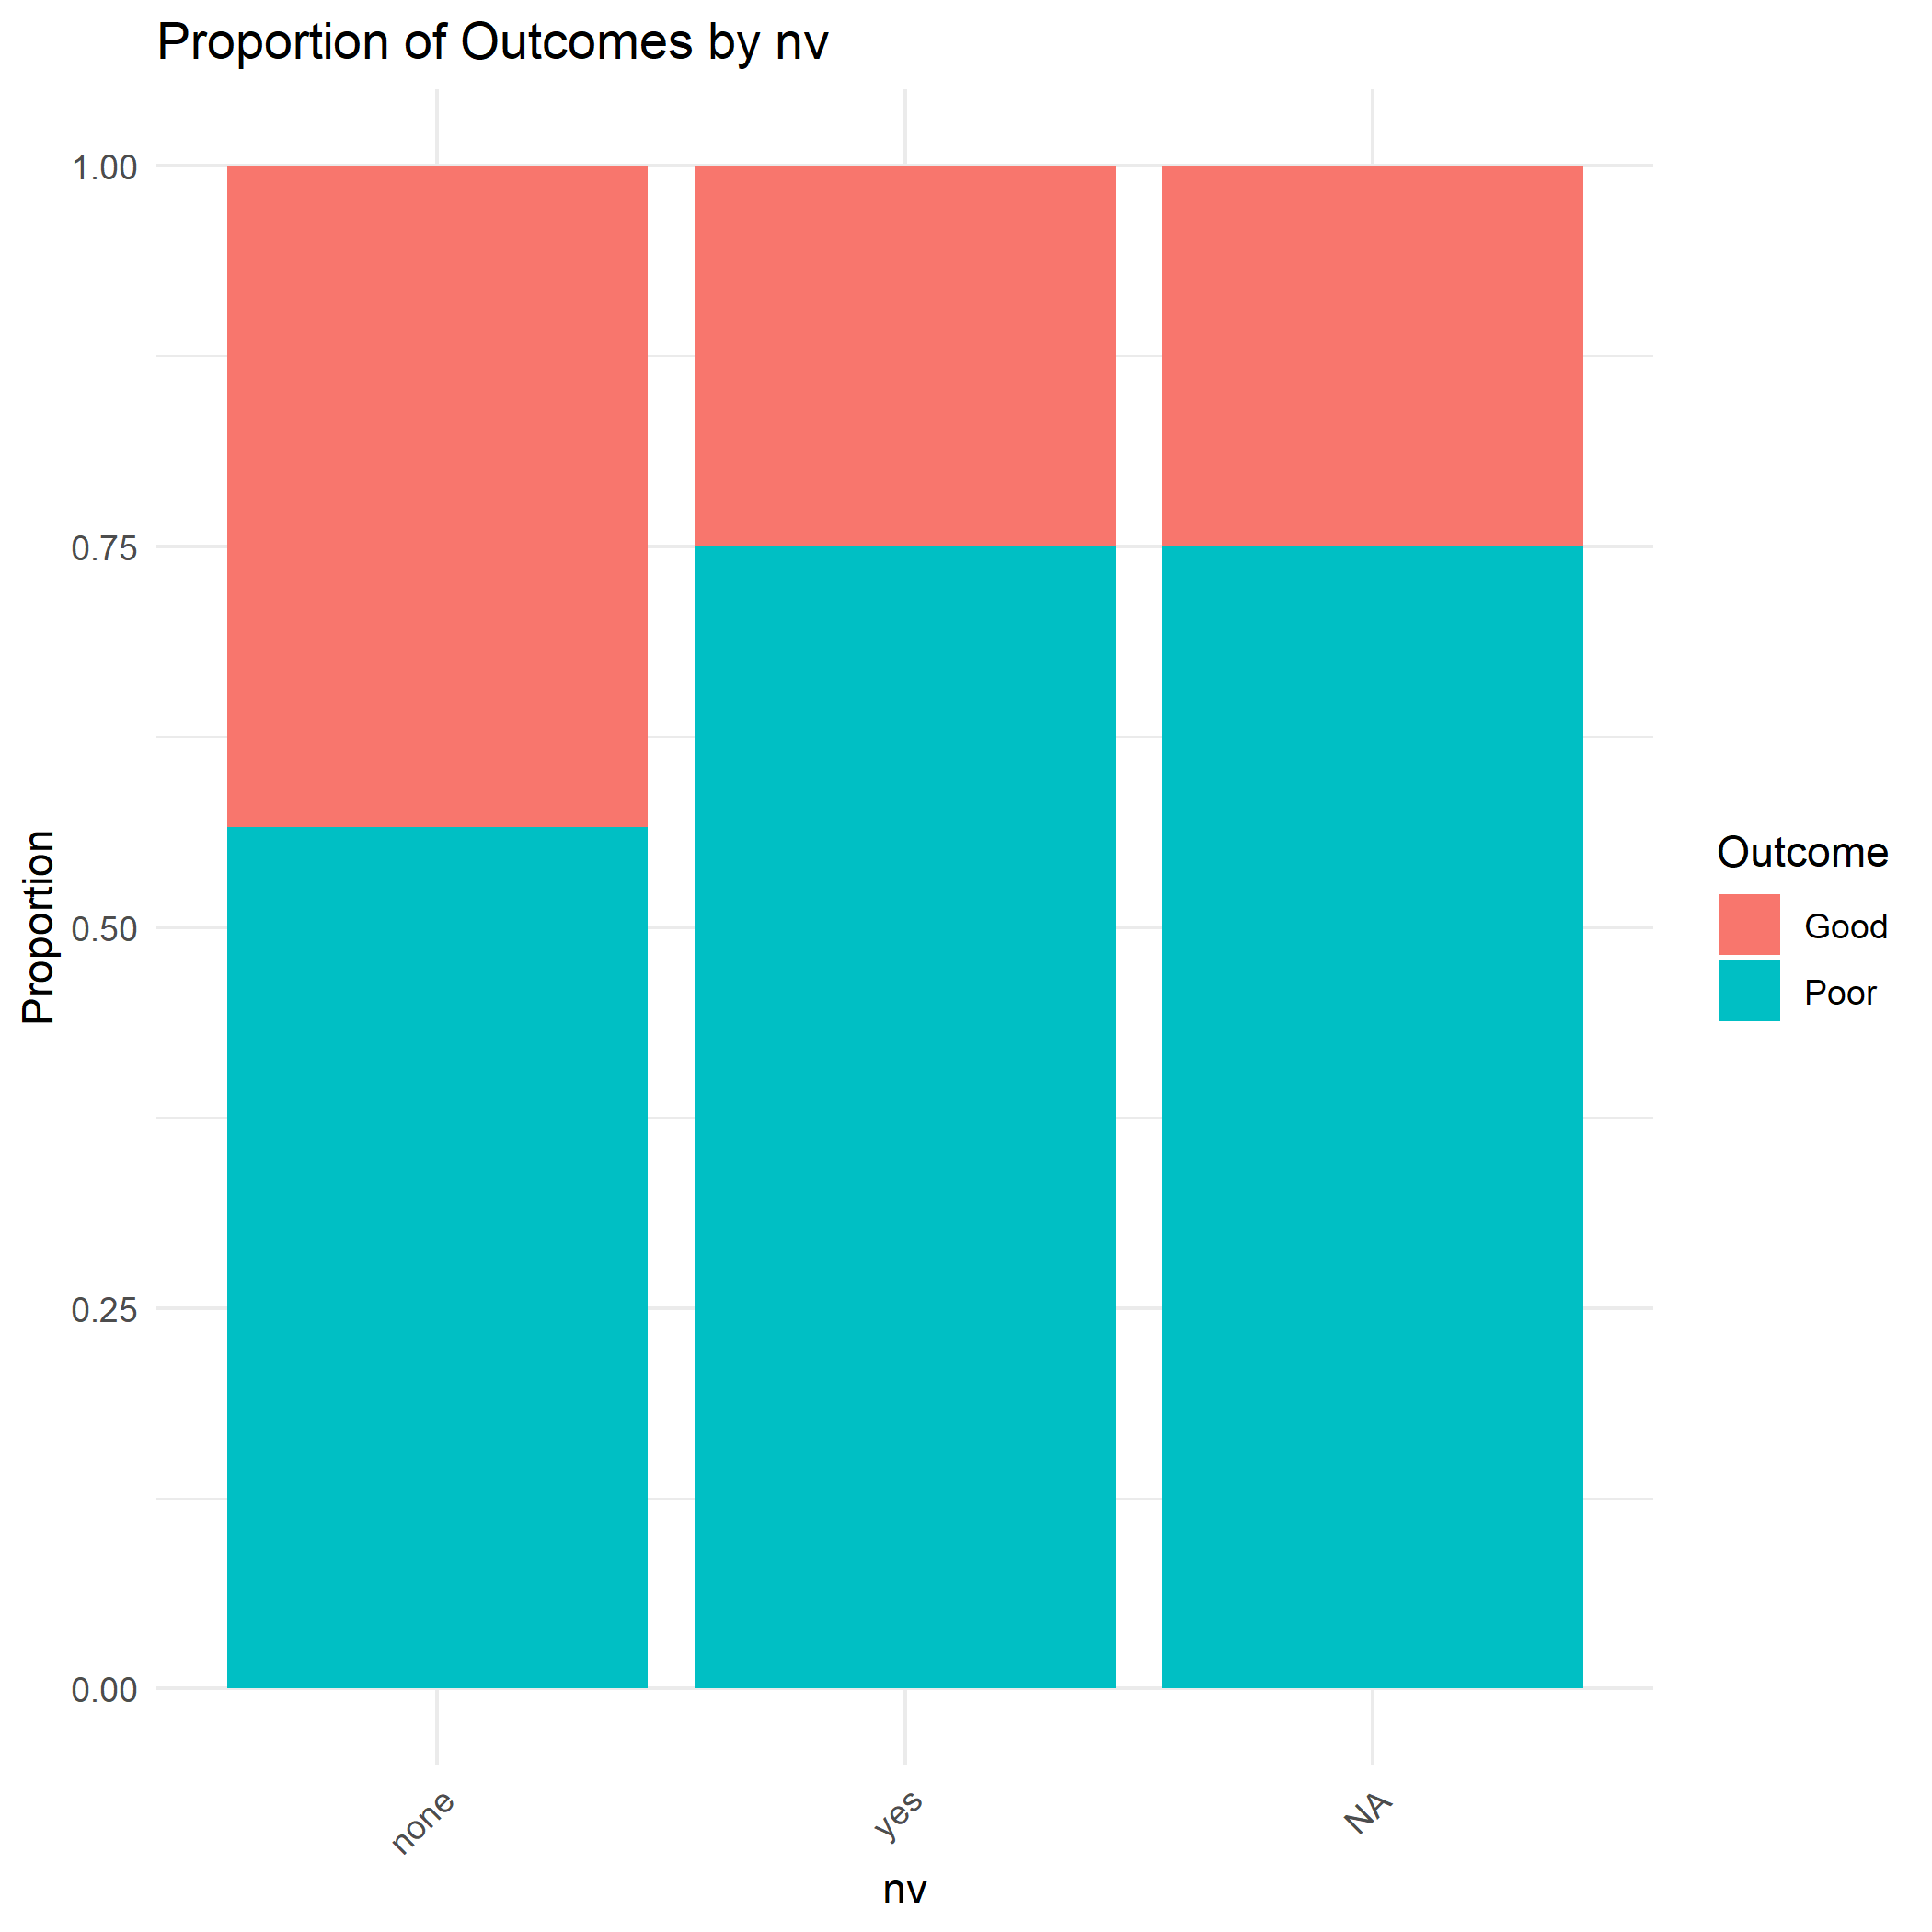 Proportion of Outcomes by nv
1.00
0.75
0.50
0.25
0.00
Proportion
none
yes
NA
nv
Outcome
Good
Poor